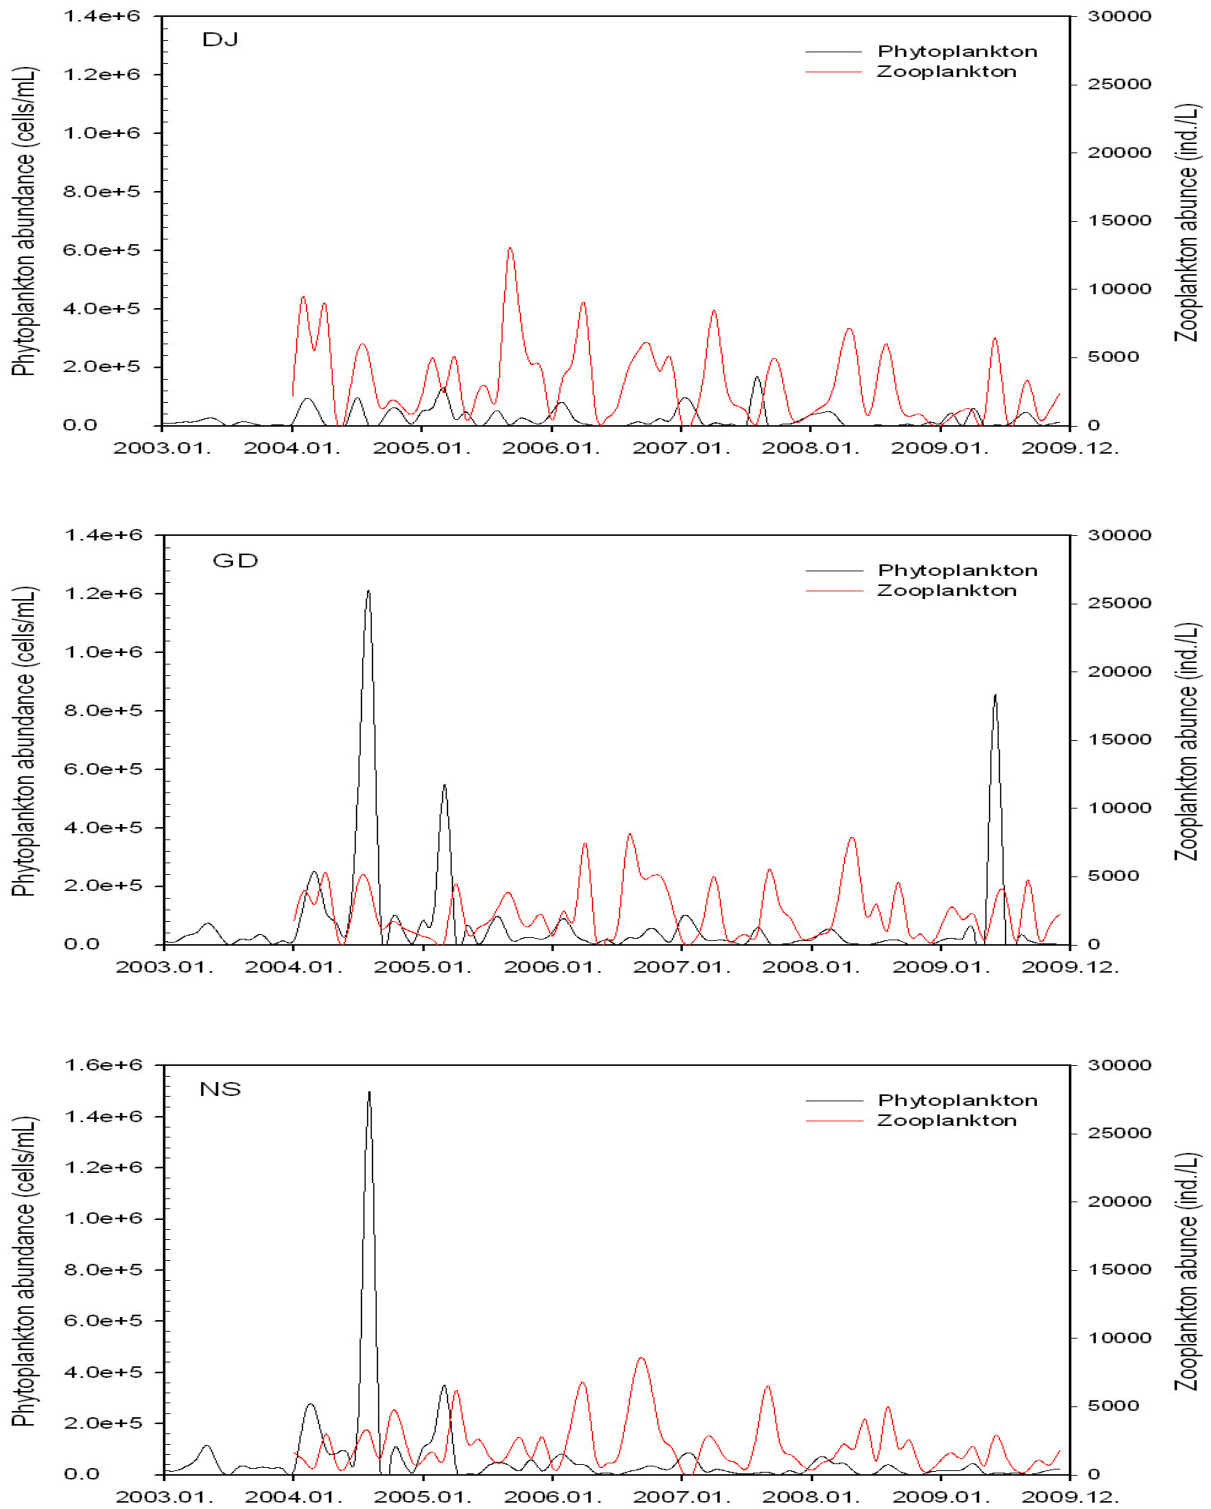 DJ
Phytoplankton
Zooplankton
Phytoplankton abundance (cells/mL)
1.4e+6
1.2e+6
1.0e+6
8.0e+5
6.0e+5
4.0e+5
2.0e+5
0.0
30000
25000
20000
15000
10000
5000
0
Zooplankton abunce (ind./L)
2003.01. 2004.01. 2005.01. 2006.01. 2007.01. 2008.01. 2009.01. 2009.12.
GD
Phytoplankton
Zooplankton
Phytoplankton abundance (cells/mL)
1.4e+6
1.2e+6
1.0e+6
8.0e+5
6.0e+5
4.0e+5
2.0e+5
0.0
30000
25000
20000
15000
10000
5000
0
Zooplankton abunce (ind./L)
2003.01. 2004.01. 2005.01. 2006.01. 2007.01. 2008.01. 2009.01. 2009.12.
NS
Phytoplankton
Zooplankton
Phytoplankton abundance (cells/mL)
1.6e+6
1.4e+6
1.2e+6
1.0e+6
8.0e+5
6.0e+5
4.0e+5
2.0e+5
0.0
30000
25000
20000
15000
10000
5000
0
Zooplankton abunce (ind./L)
2003.01. 2004.01. 2005.01. 2006.01. 2007.01. 2008.01. 2009.01. 2009.12.